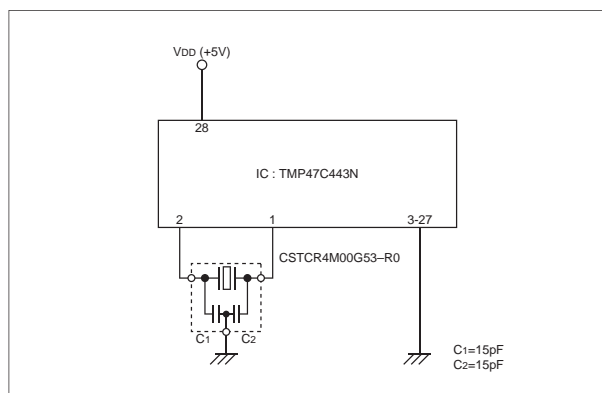 VDD (+5V)
28
IC : TMP47C443N
2
1
3-27
CSTCR4M00G53–R0
C1
C2
C1=15pF
C2=15pF